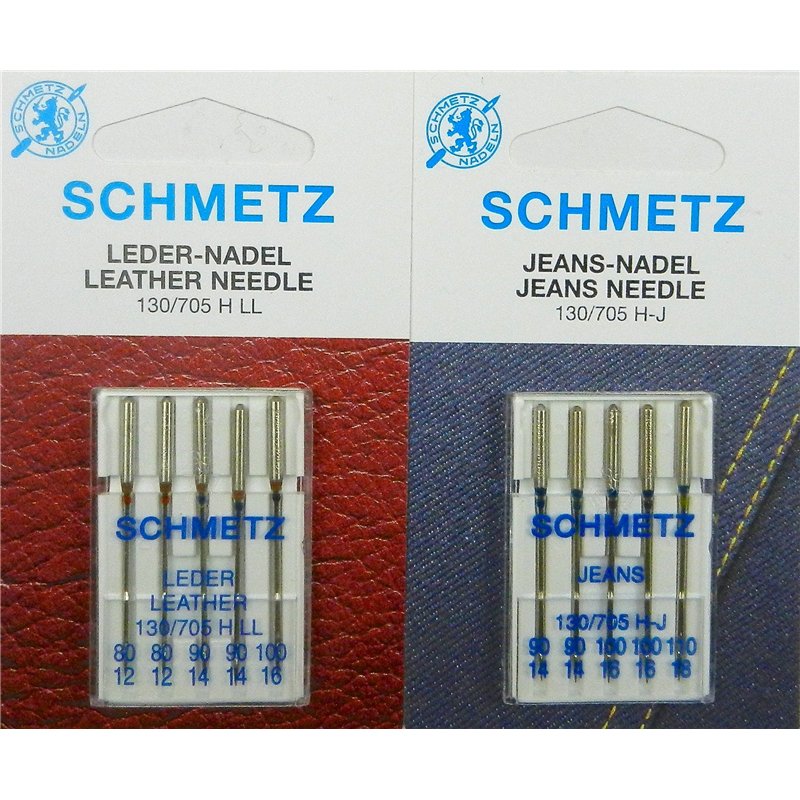 SCHMETZ NADELN
SCHMETZ
LEDER-NADEL
LEATHER NEEDLE
130/705 H LL
SCHMETZ
LEDER
LEATHER
130/705 H LL
80 80 90 90 100
12 12 14 14 16
SCHMETZ NADELN
SCHMETZ
JEANS-NADEL
JEANS NEEDLE
130/705 H-J
SCHMETZ
JEANS
130/705 H-J
90 90 100 100 110
14 14 16 16 18